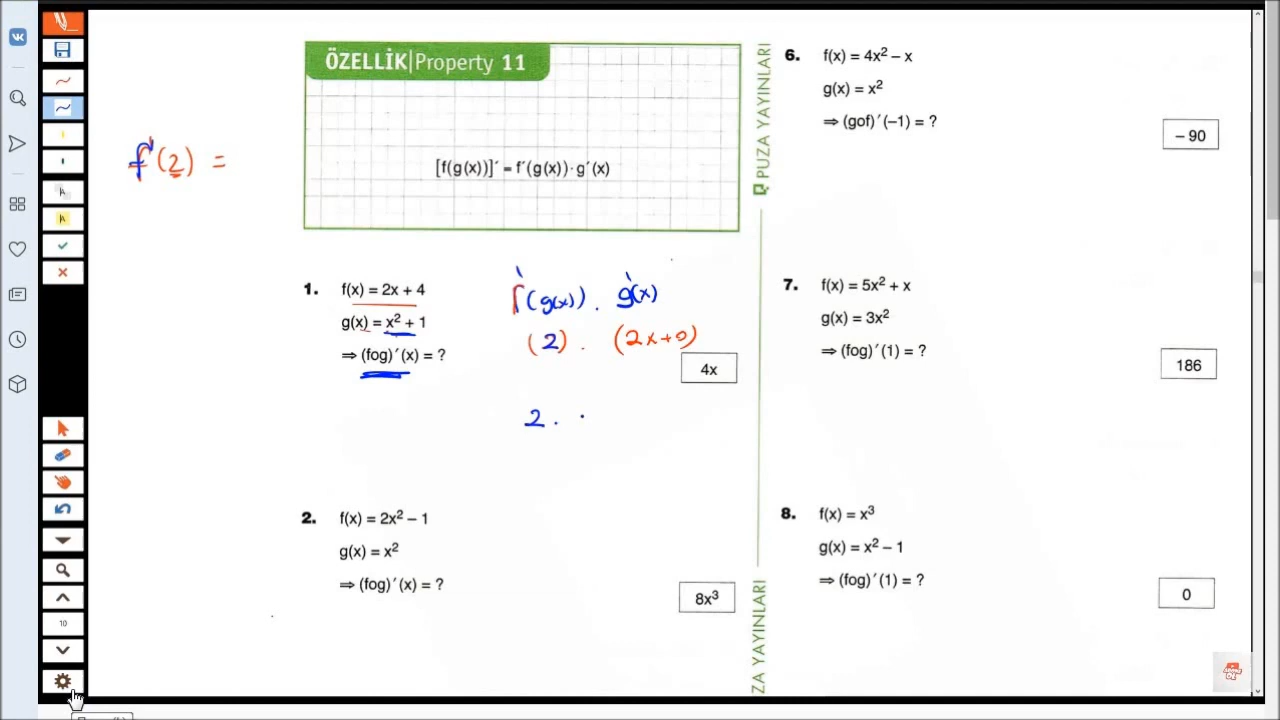 ÖZELLİK|Property 11
[f(g(x))]´ = f´(g(x))·g´(x)
f'(2) =
1. f(x) = 2x + 4
g(x) = x² + 1
⇒ (fog)´(x) = ?
4x
f'(g(x)) . g'(x)
(2) . (2x+0)
2 . .
2. f(x) = 2x² – 1
g(x) = x²
⇒ (fog)´(x) = ?
8x³
PUZA YAYINLARI
ZA YAYINLARI
6. f(x) = 4x² – x
g(x) = x²
⇒ (gof)´(–1) = ?
– 90
7. f(x) = 5x² + x
g(x) = 3x²
⇒ (fog)´(1) = ?
186
8. f(x) = x³
g(x) = x² – 1
⇒ (fog)´(1) = ?
0
10